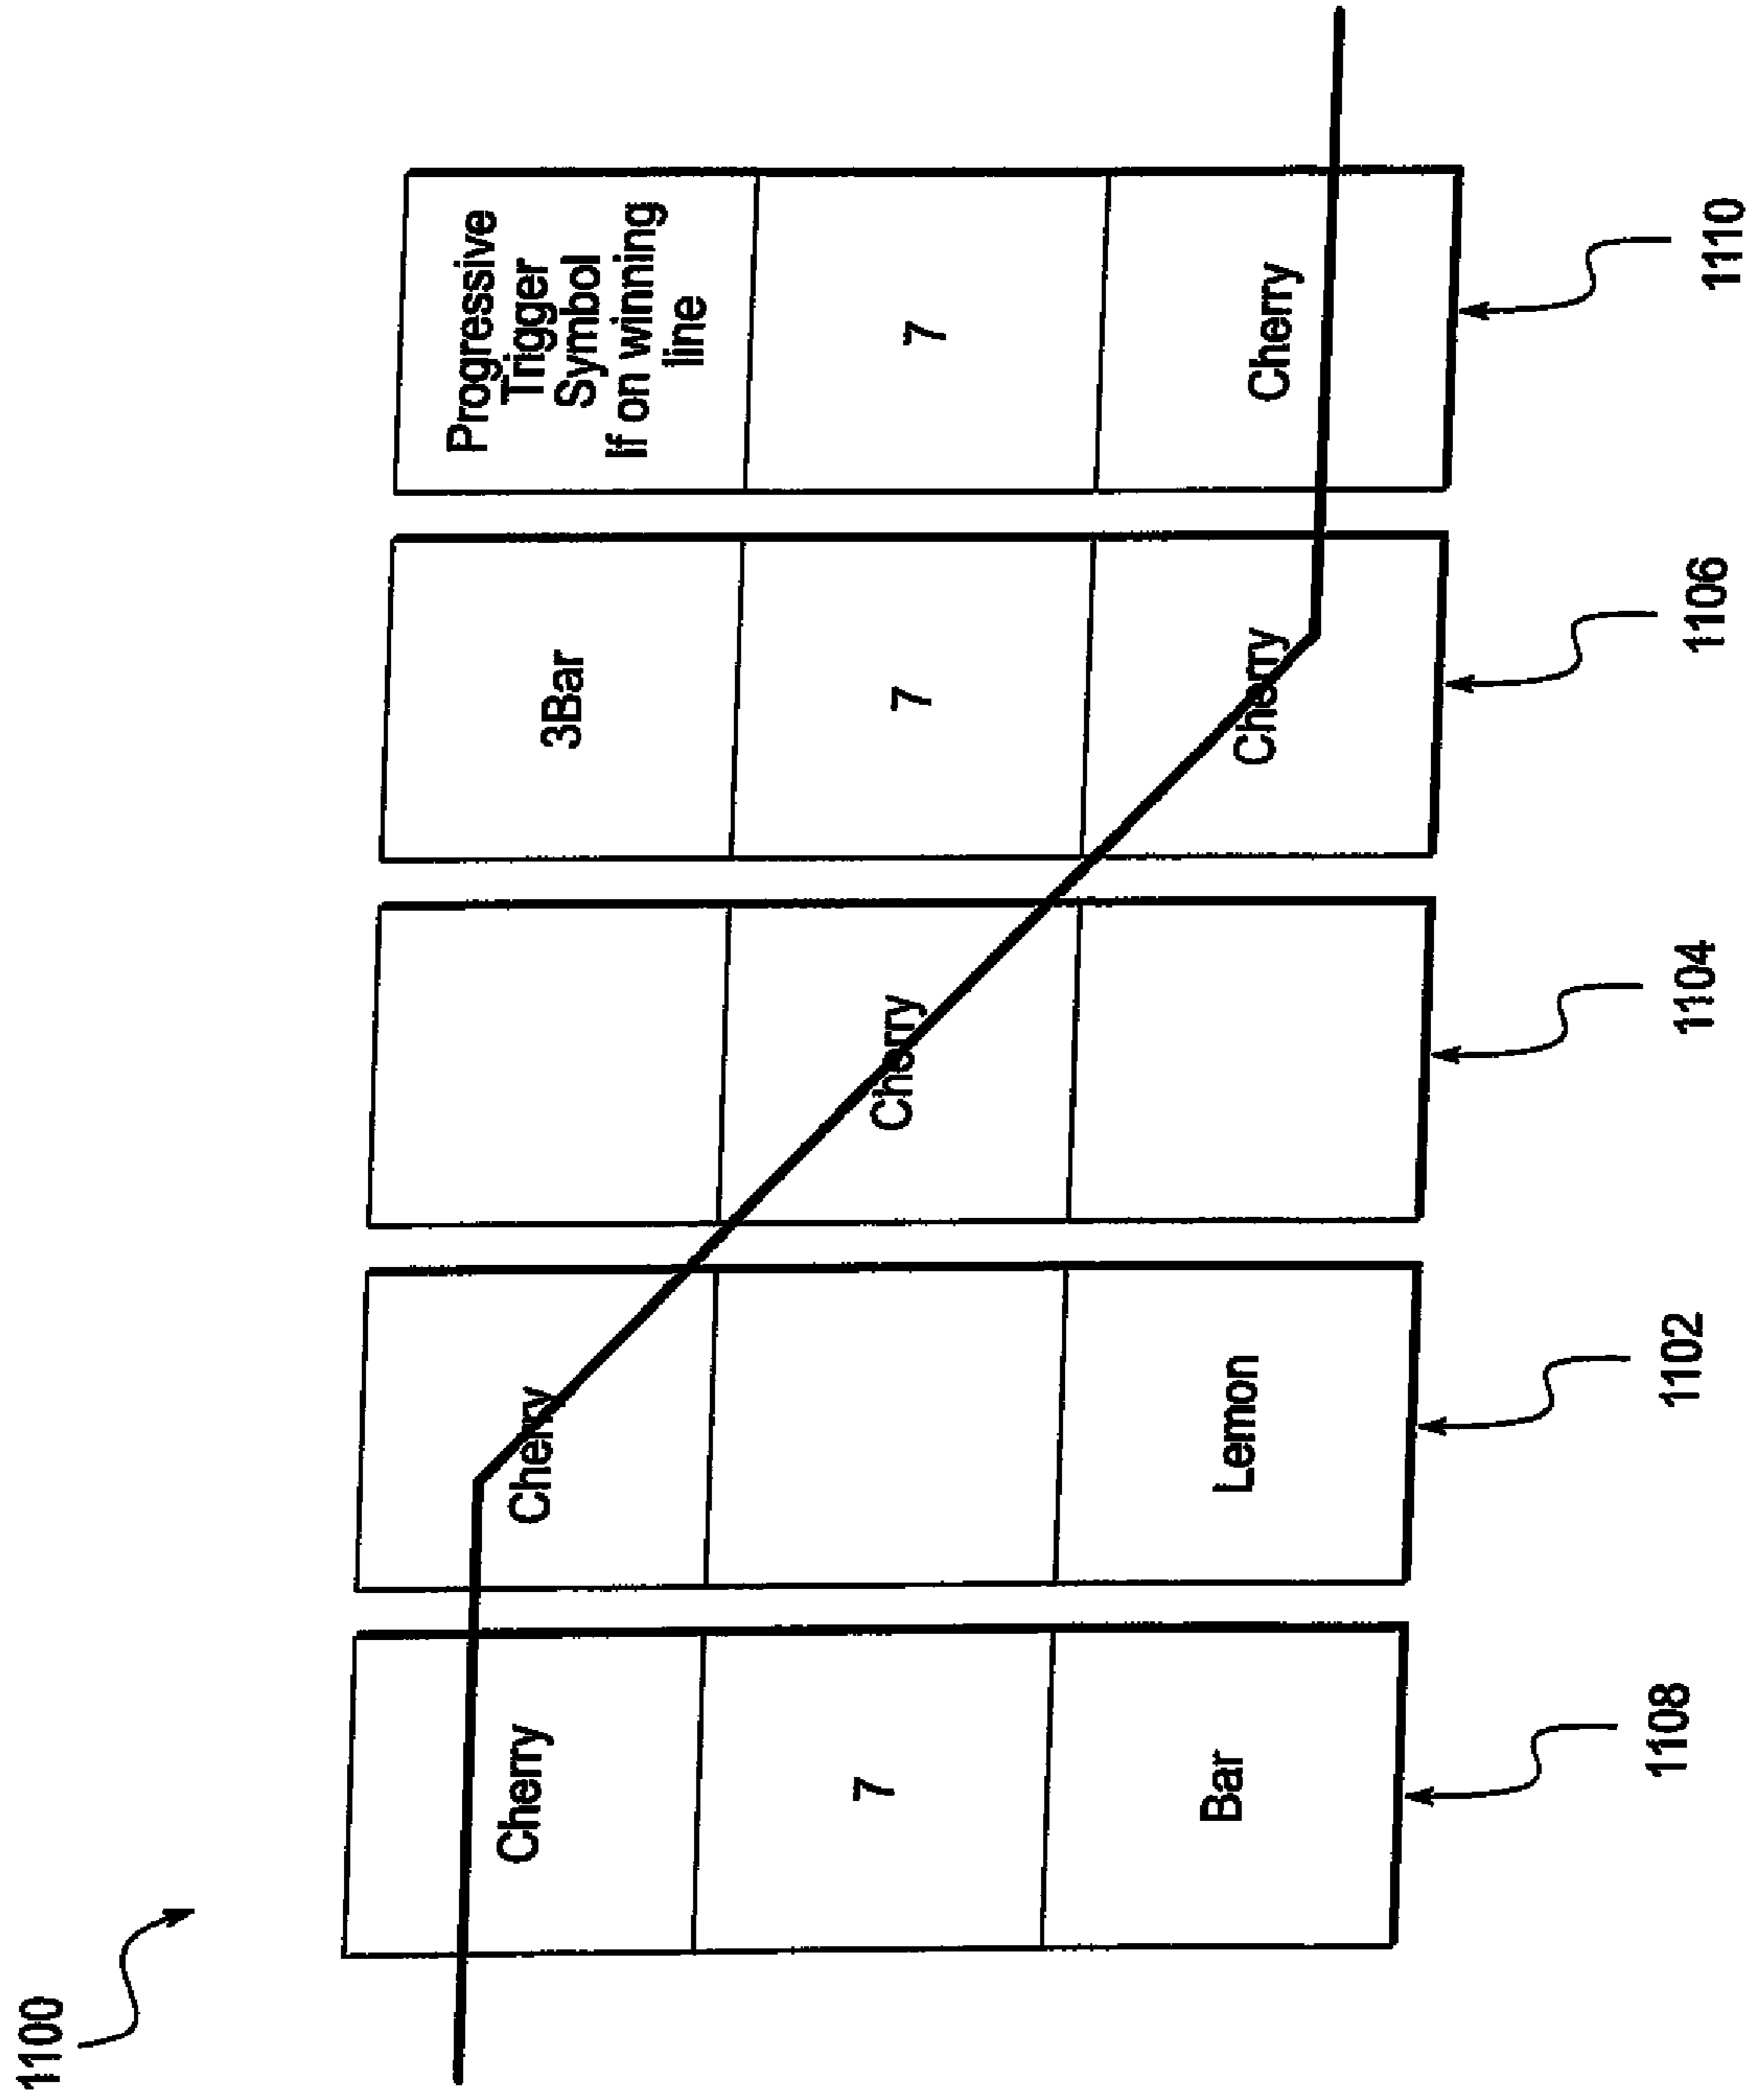 1100
Cherry
Cherry
3Bar
Progressive
Trigger
Symbol
If on winning
line
7
Cherry
7
7
Bar
Lemon
Cherry
Cherry
1108
1102
1104
1106
1110